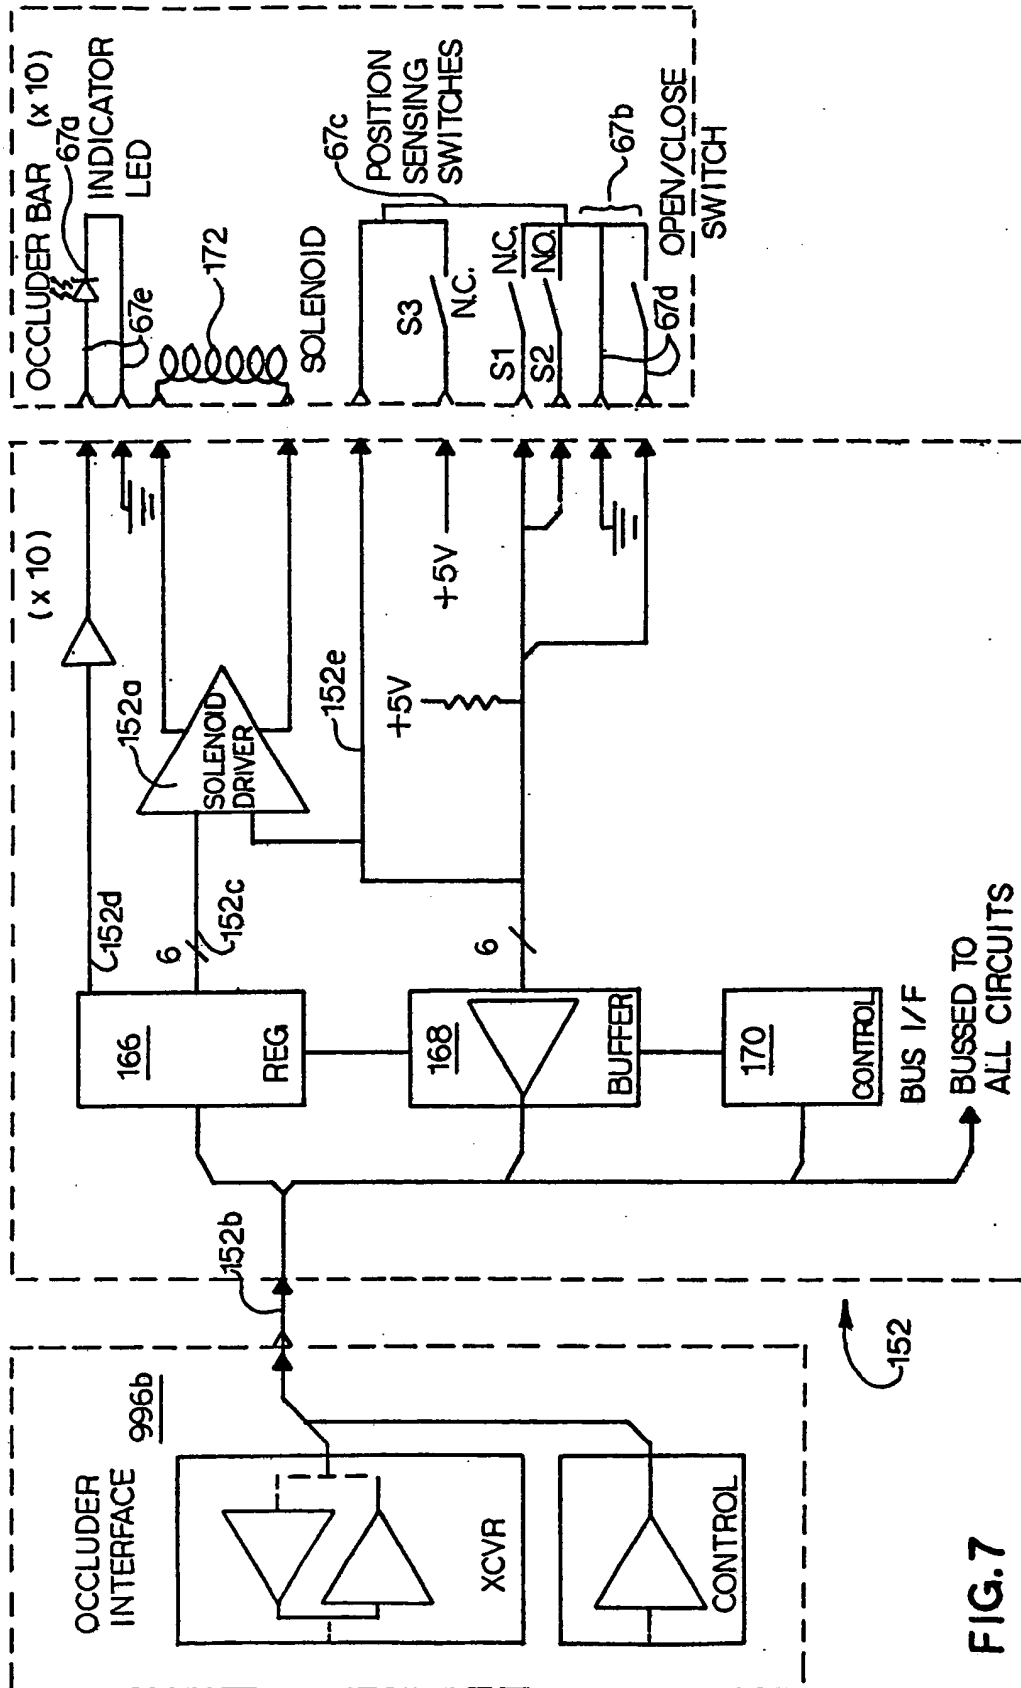 OCCLUDER
INTERFACE
996b
XCVR
CONTROL
152b
152
(x 10)
166
REG
168
BUFFER
170
CONTROL
BUS I/F
BUSSED TO
ALL CIRCUITS
152d
6
152c
6
152a
SOLENOID
DRIVER
152e
+5V
+5V
OCCLUDER BAR (x 10)
67a
INDICATOR
LED
67e
172
SOLENOID
67c
POSITION
SENSING
SWITCHES
S3
N.C.
S1
N.C.
S2
N.O.
67b
67d
OPEN/CLOSE
SWITCH
FIG. 7